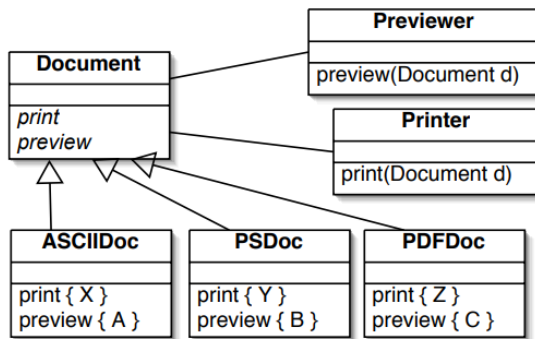 Previewer
preview(Document d)
Document
print
preview
Printer
print(Document d)
ASCIIDoc
print { X }
preview { A }
PSDoc
print { Y }
preview { B }
PDFDoc
print { Z }
preview { C }